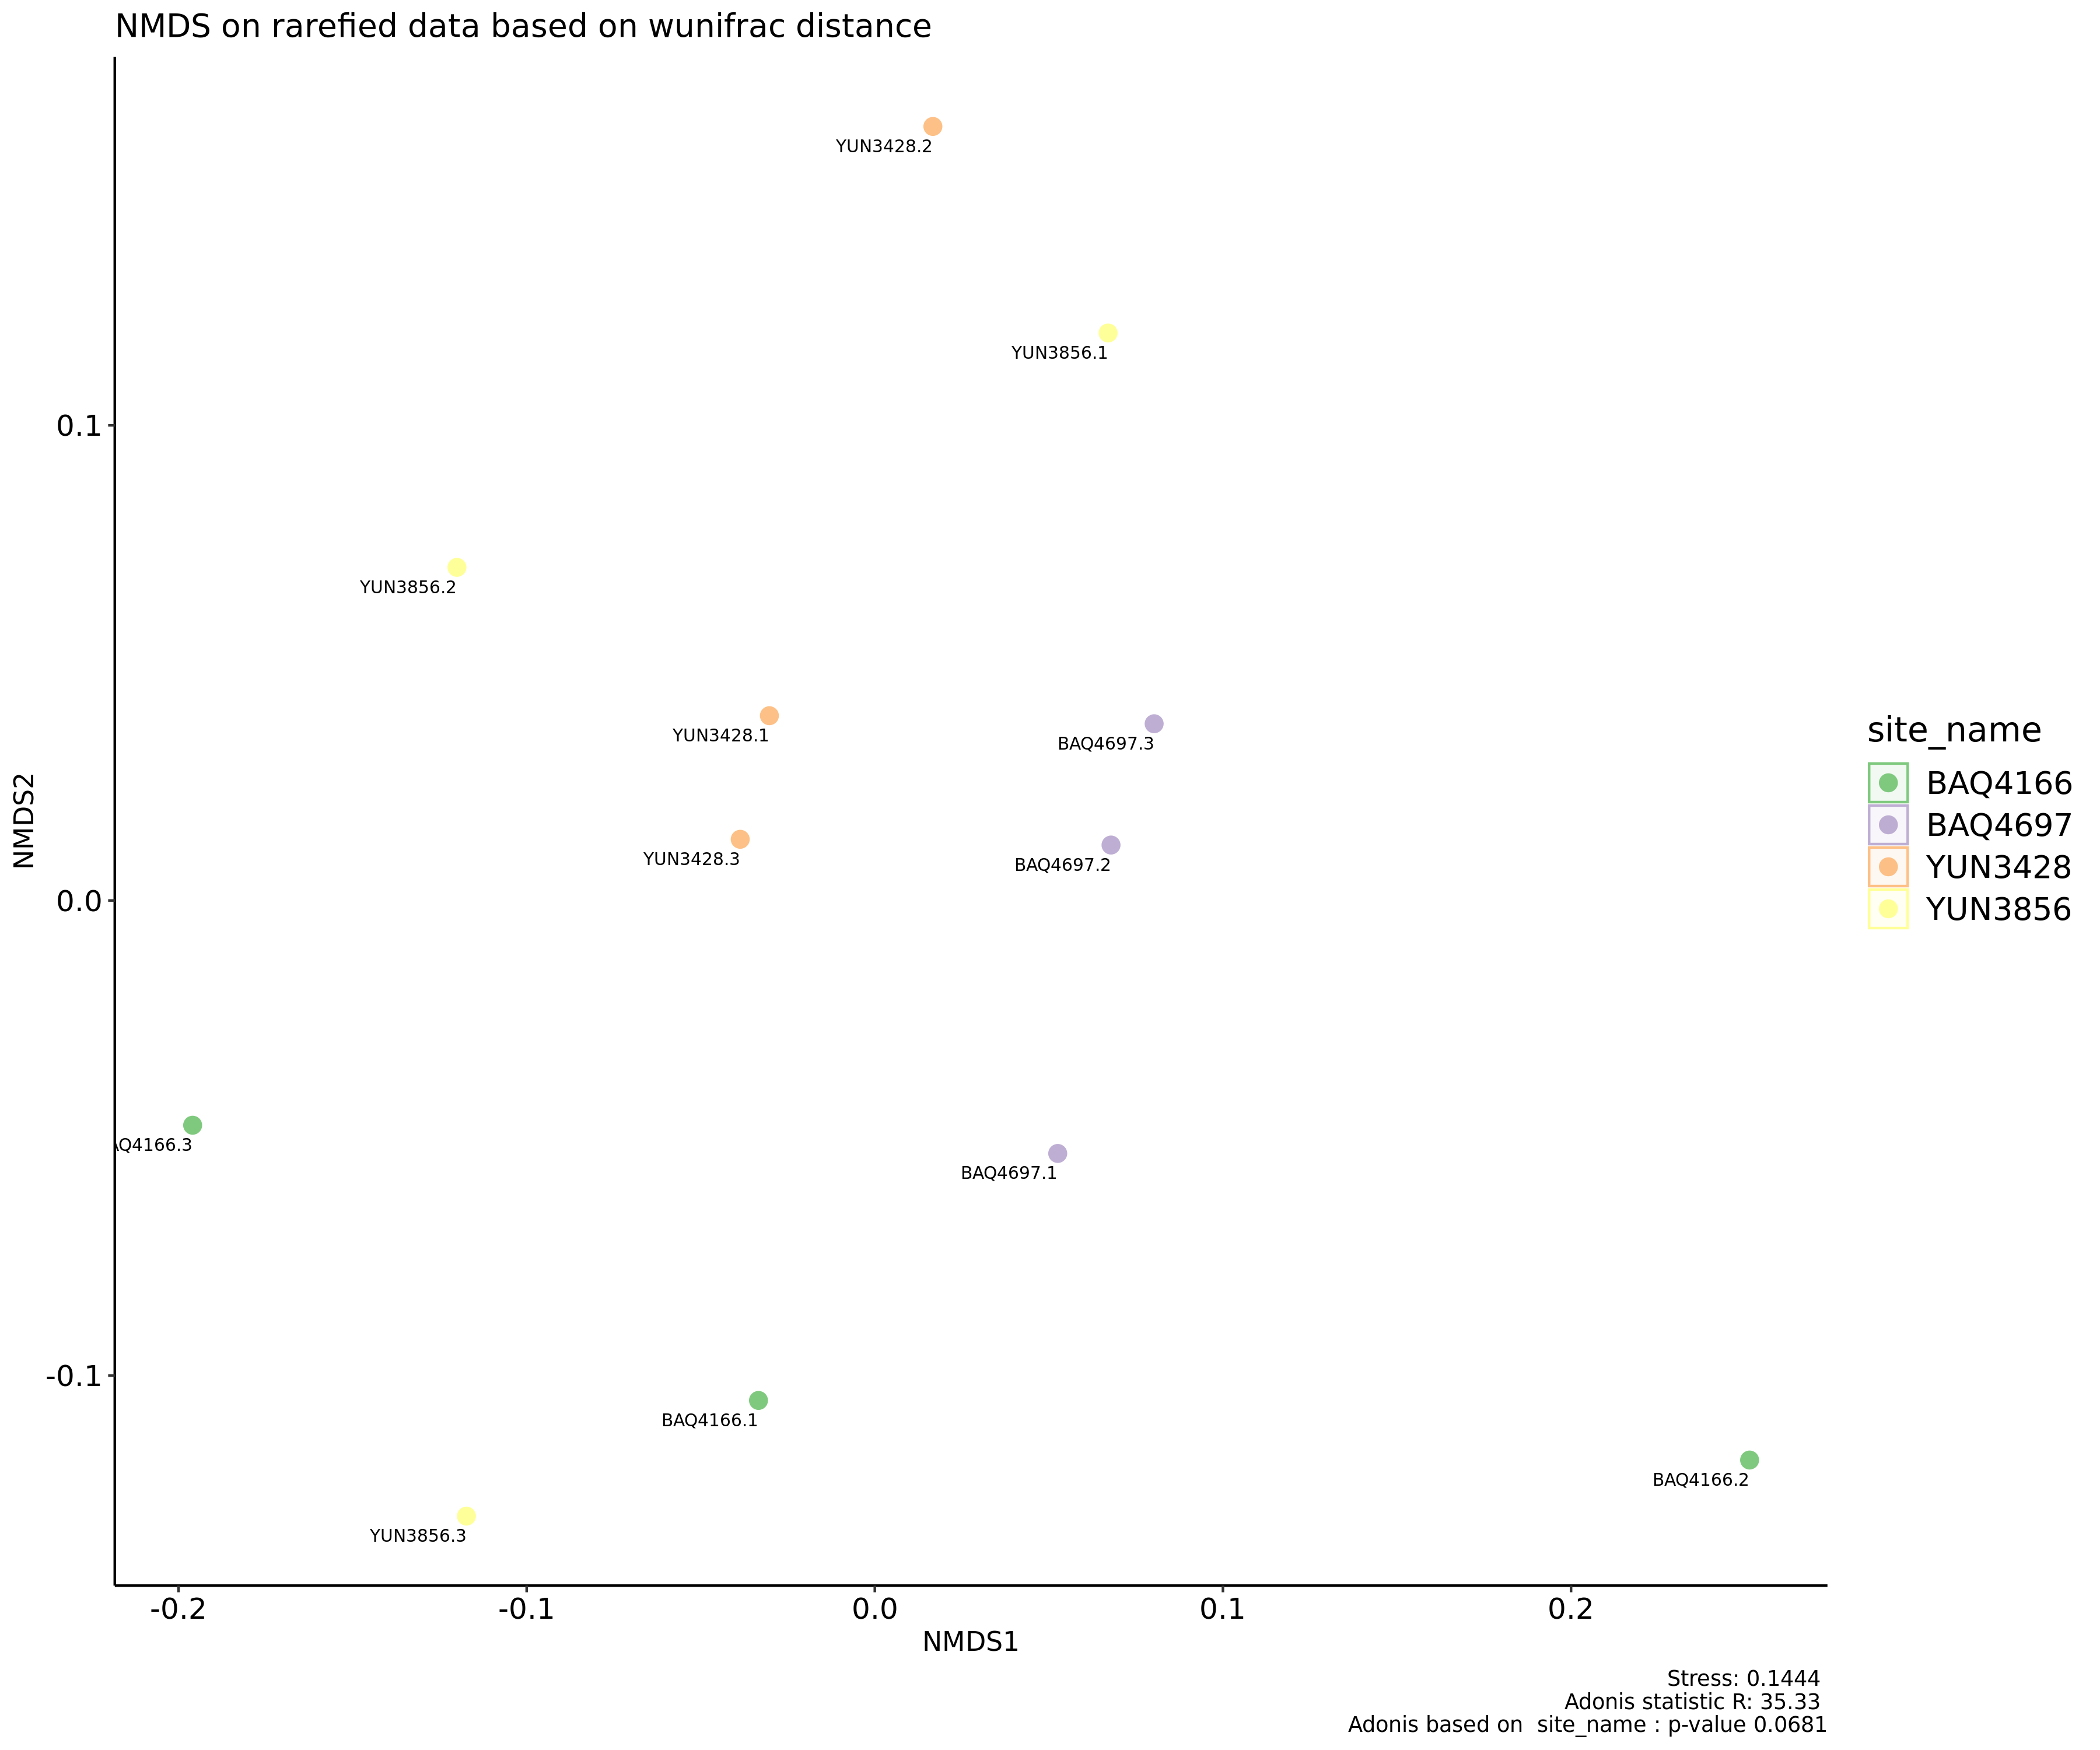 NMDS on rarefied data based on wunifrac distance
YUN3428.2
YUN3856.1
0.1
YUN3856.2
YUN3428.1
BAQ4697.3
YUN3428.3
BAQ4697.2
NMDS2
0.0
site_name
BAQ4166
BAQ4697
YUN3428
YUN3856
AQ4166.3
BAQ4697.1
-0.1
BAQ4166.1
BAQ4166.2
YUN3856.3
-0.2 -0.1 0.0 0.1 0.2
NMDS1
Stress: 0.1444
Adonis statistic R: 35.33
Adonis based on  site_name : p-value 0.0681